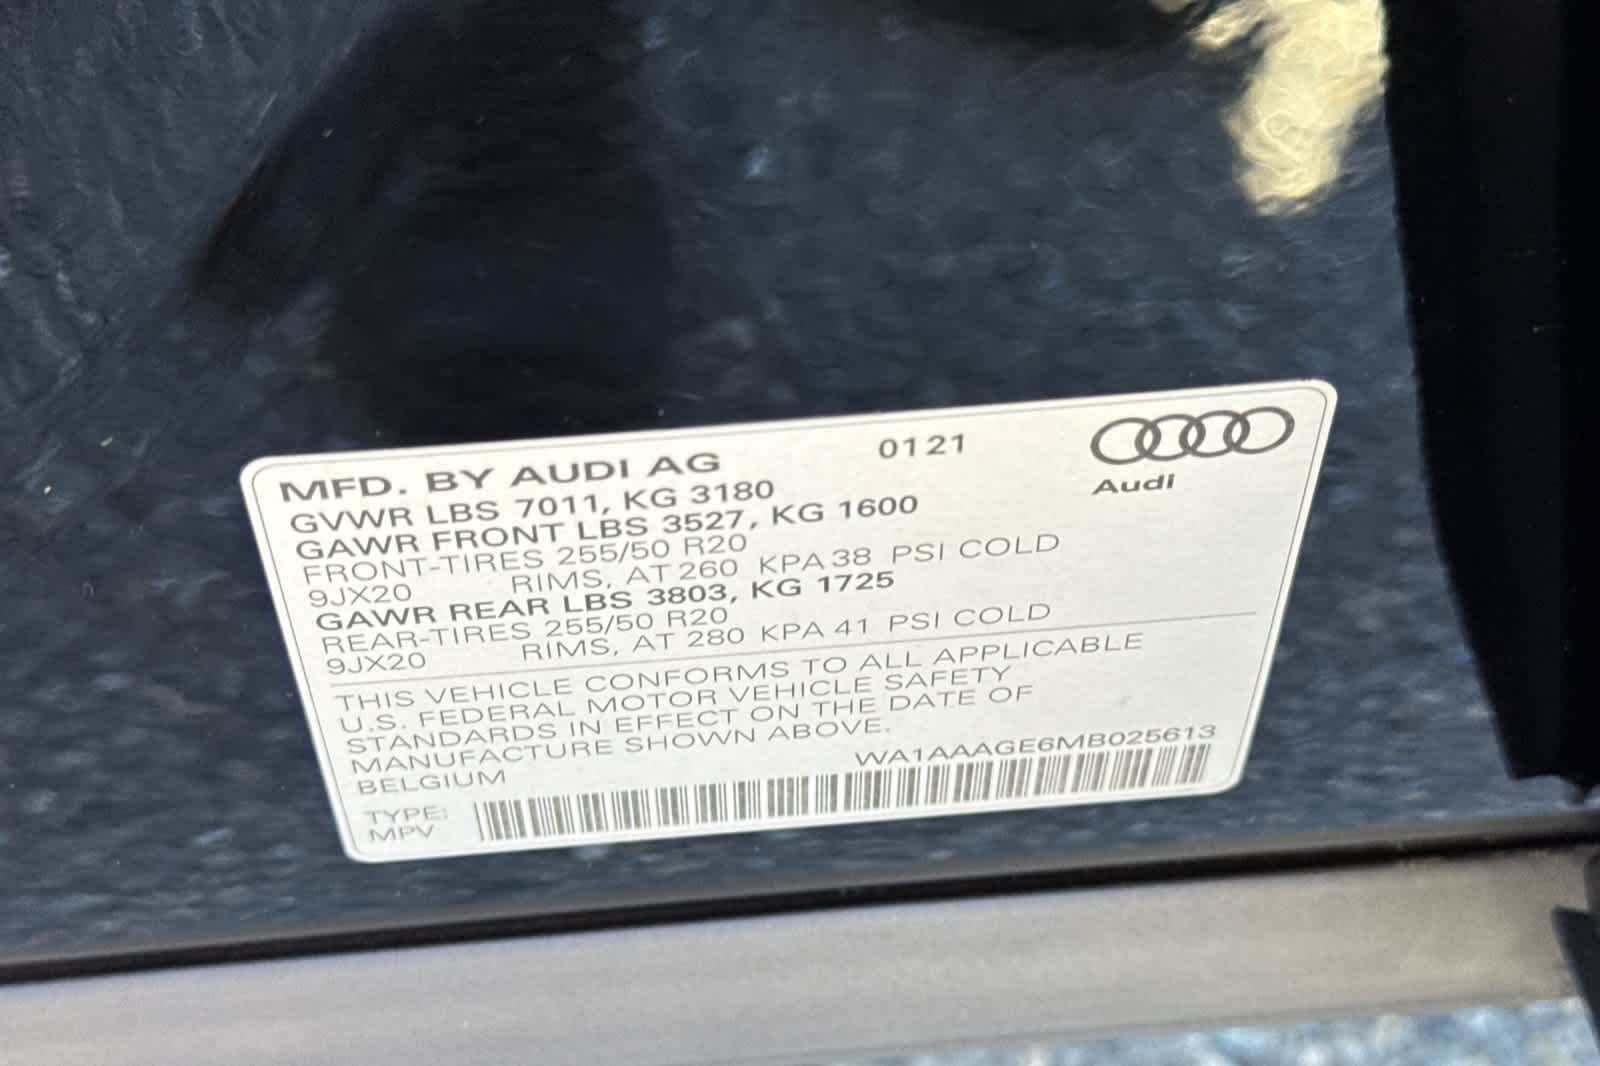 MFD. BY AUDI AG 0121
Audi
GVWR LBS 7011, KG 3180
GAWR FRONT LBS 3527, KG 1600
FRONT-TIRES 255/50 R20
9JX20 RIMS, AT 260 KPA 38 PSI COLD
GAWR REAR LBS 3803, KG 1725
REAR-TIRES 255/50 R20
9JX20 RIMS, AT 280 KPA 41 PSI COLD
THIS VEHICLE CONFORMS TO ALL APPLICABLE
U.S. FEDERAL MOTOR VEHICLE SAFETY
STANDARDS IN EFFECT ON THE DATE OF
MANUFACTURE SHOWN ABOVE.
BELGIUM WA1AAAGE6MB025613
TYPE:
MPV